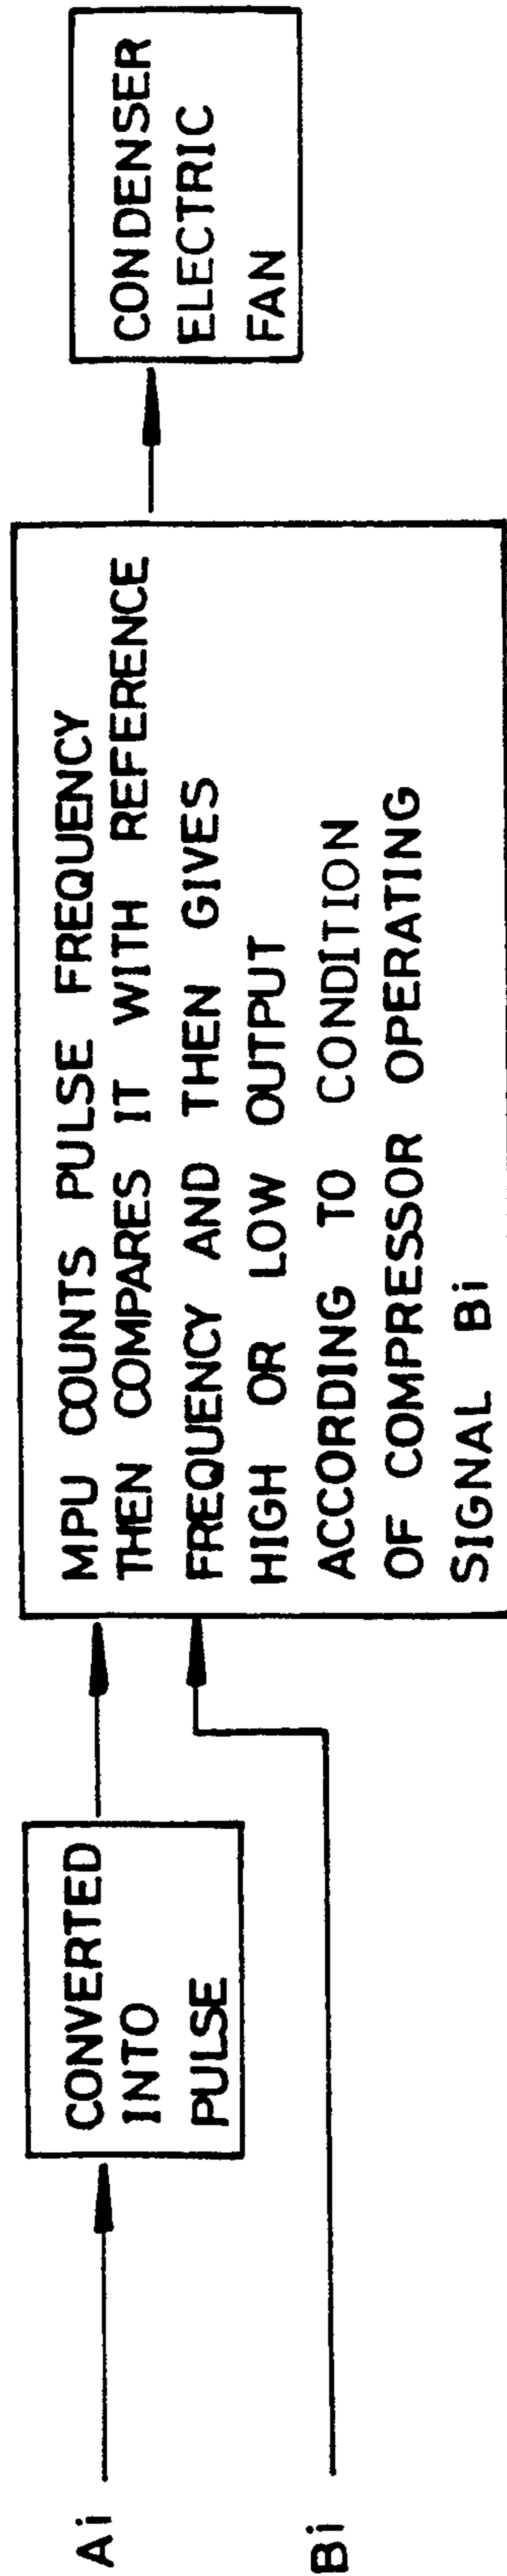 Ai
CONVERTED
INTO
PULSE
Bi
MPU COUNTS PULSE FREQUENCY
THEN COMPARES IT WITH REFERENCE
FREQUENCY AND THEN GIVES
HIGH OR LOW OUTPUT
ACCORDING TO CONDITION
OF COMPRESSOR OPERATING
SIGNAL Bi
CONDENSER
ELECTRIC
FAN